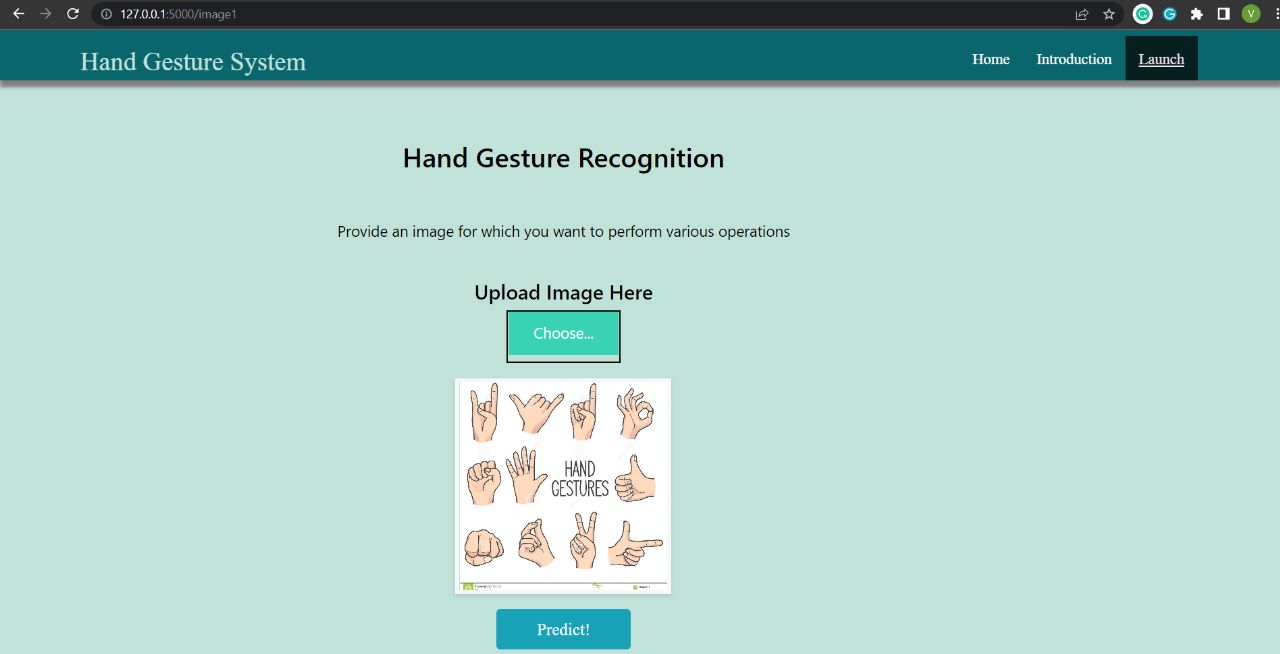 127.0.0.1:5000/image1
V
Hand Gesture System
Home Introduction Launch
Hand Gesture Recognition
Provide an image for which you want to perform various operations
Upload Image Here
Choose...
HAND
GESTURES
Predict!